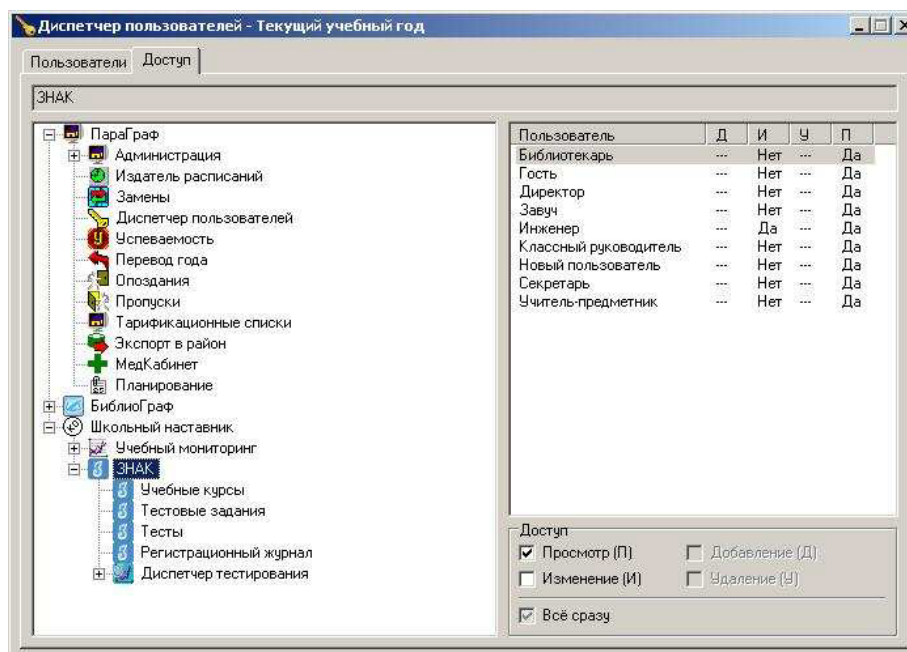 Диспетчер пользователей - Текущий учебный год
Пользователи Доступ
ЗНАК
ПараГраф
Администрация
Издатель расписаний
Замены
Диспетчер пользователей
Успеваемость
Перевод года
Опоздания
Пропуски
Тарификационные списки
Экспорт в район
МедКабинет
Планирование
БиблиоГраф
Школьный наставник
Учебный мониторинг
ЗНАК
Учебные курсы
Тестовые задания
Тесты
Регистрационный журнал
Диспетчер тестирования
Пользователь Д И У П
Библиотекарь --- Нет --- Да
Гость --- Нет --- Да
Директор --- Нет --- Да
Завуч --- Нет --- Да
Инженер --- Да --- Да
Классный руководитель --- Нет --- Да
Новый пользователь --- Нет --- Да
Секретарь --- Нет --- Да
Учитель-предметник --- Нет --- Да
Доступ
Просмотр (П) Добавление (Д)
Изменение (И) Удаление (У)
Всё сразу